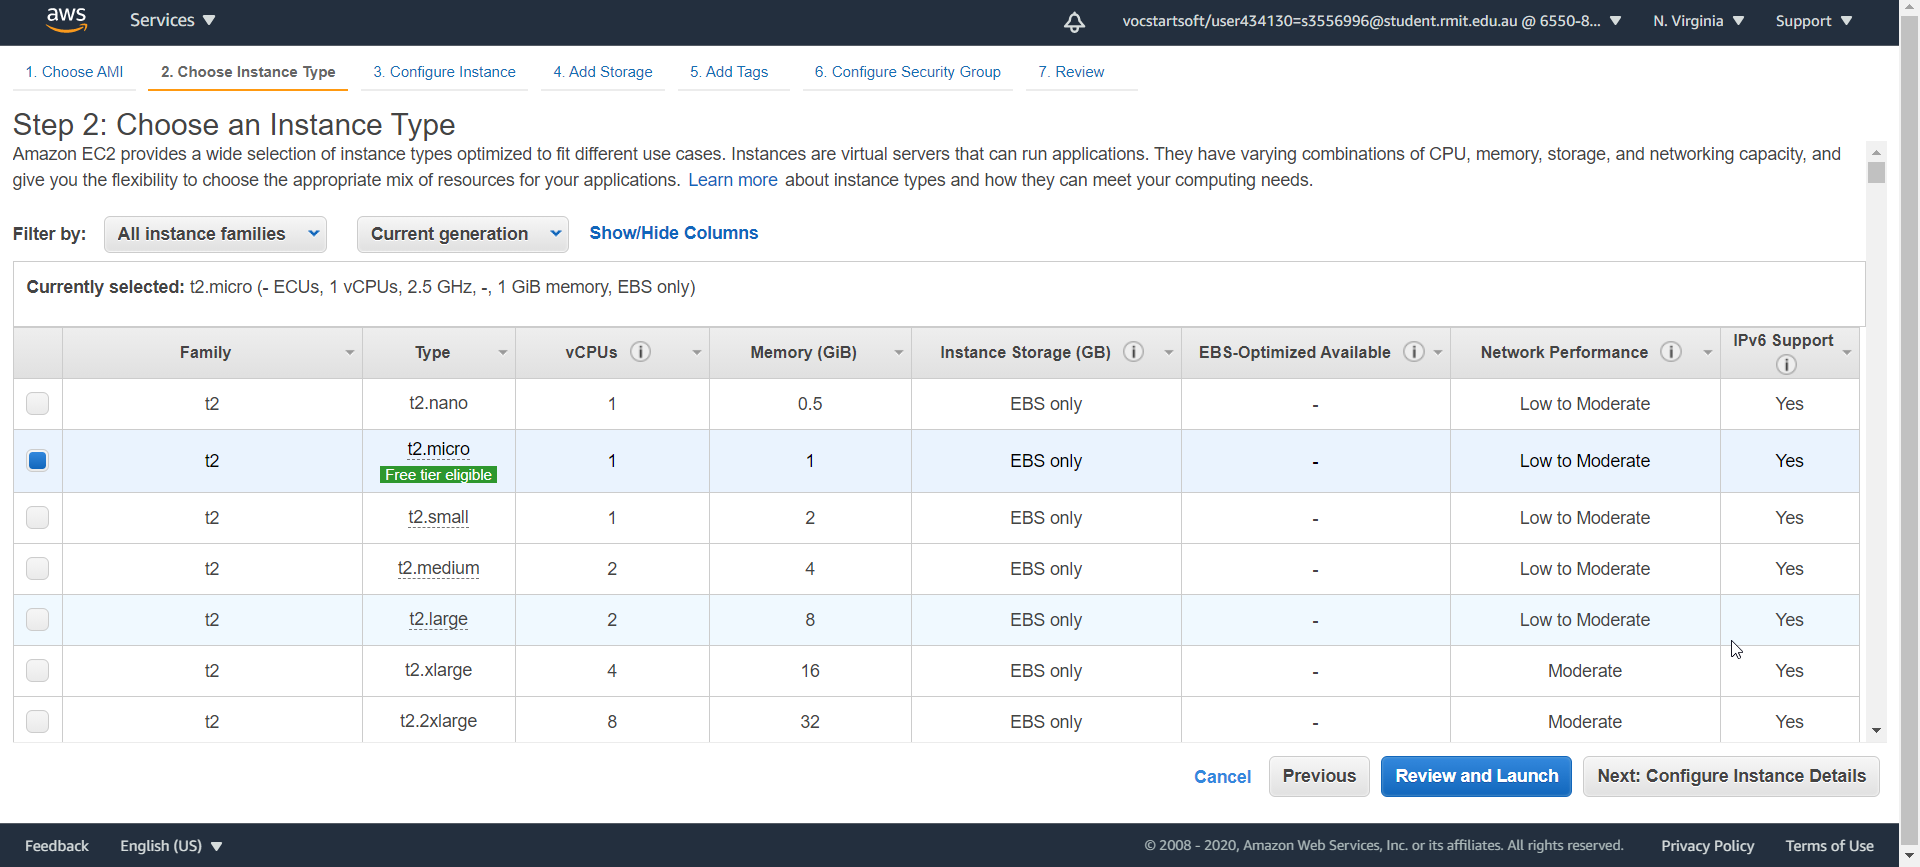 aws
Services
vocstartsoft/user434130=s3556996@student.rmit.edu.au @ 6550-8...
N. Virginia
Support
1. Choose AMI
2. Choose Instance Type
3. Configure Instance
4. Add Storage
5. Add Tags
6. Configure Security Group
7. Review
Step 2: Choose an Instance Type
Amazon EC2 provides a wide selection of instance types optimized to fit different use cases. Instances are virtual servers that can run applications. They have varying combinations of CPU, memory, storage, and networking capacity, and
give you the flexibility to choose the appropriate mix of resources for your applications. Learn more about instance types and how they can meet your computing needs.
Filter by: All instance families Current generation Show/Hide Columns
Currently selected: t2.micro (- ECUs, 1 vCPUs, 2.5 GHz, -, 1 GiB memory, EBS only)
Family Type vCPUs i Memory (GiB) Instance Storage (GB) i EBS-Optimized Available i Network Performance i IPv6 Support i
t2 t2.nano 1 0.5 EBS only - Low to Moderate Yes
t2 t2.micro Free tier eligible 1 1 EBS only - Low to Moderate Yes
t2 t2.small 1 2 EBS only - Low to Moderate Yes
t2 t2.medium 2 4 EBS only - Low to Moderate Yes
t2 t2.large 2 8 EBS only - Low to Moderate Yes
t2 t2.xlarge 4 16 EBS only - Moderate Yes
t2 t2.2xlarge 8 32 EBS only - Moderate Yes
Cancel Previous Review and Launch Next: Configure Instance Details
Feedback English (US) © 2008 - 2020, Amazon Web Services, Inc. or its affiliates. All rights reserved. Privacy Policy Terms of Use